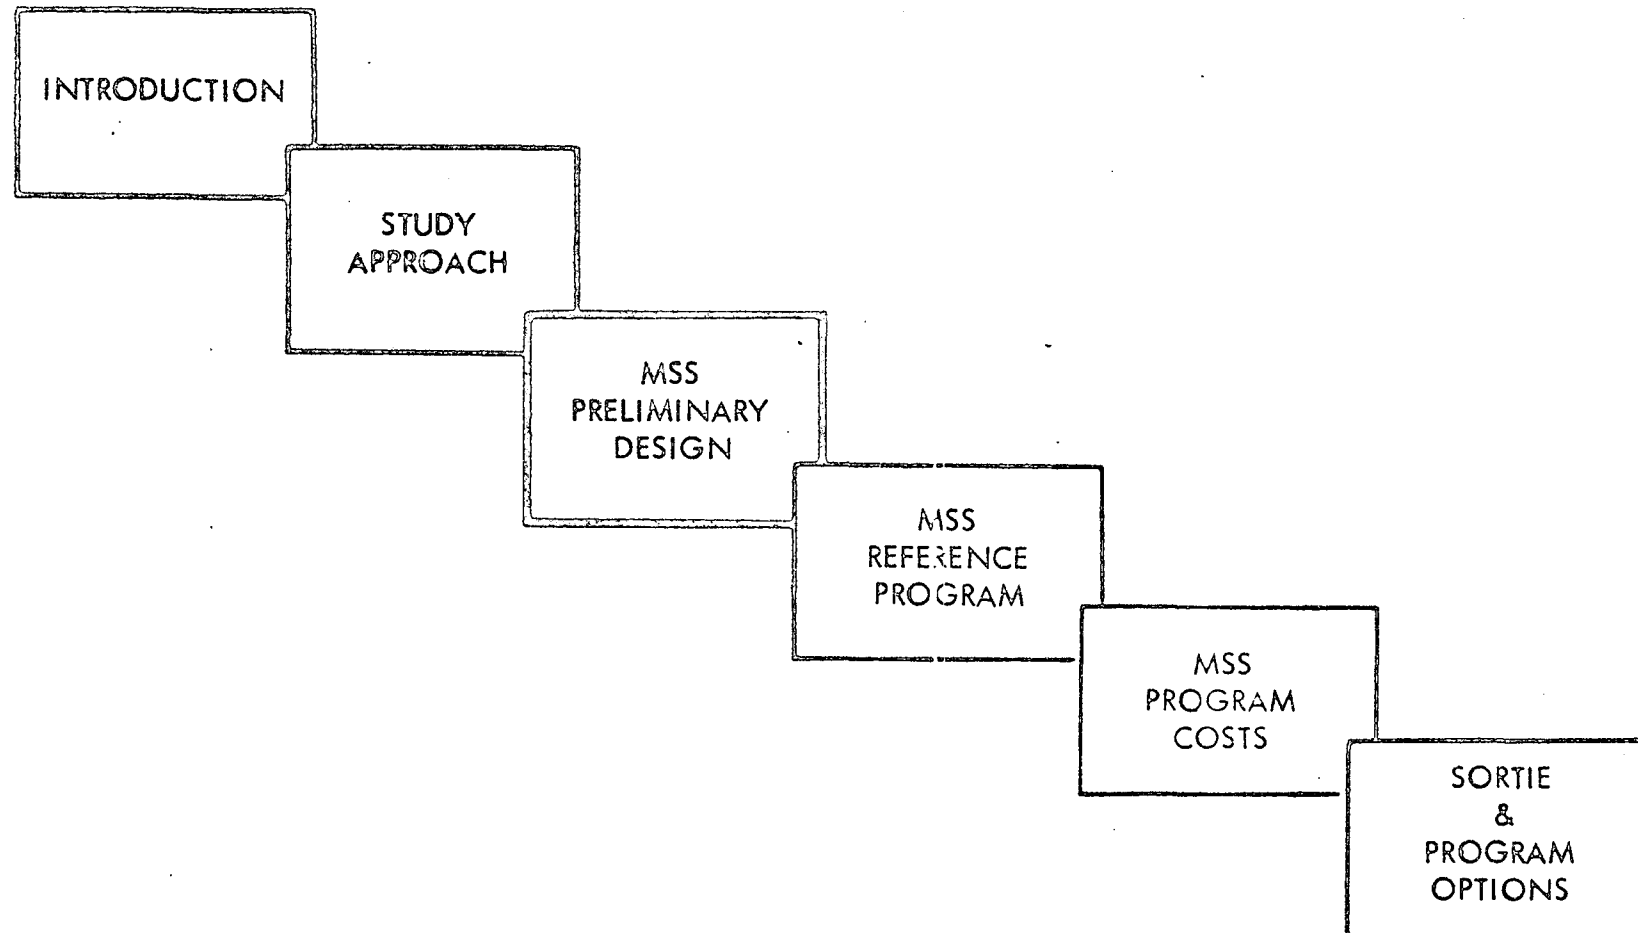 INTRODUCTION
STUDY
APPROACH
MSS
PRELIMINARY
DESIGN
MSS
REFERENCE
PROGRAM
MSS
PROGRAM
COSTS
SORTIE
&
PROGRAM
OPTIONS